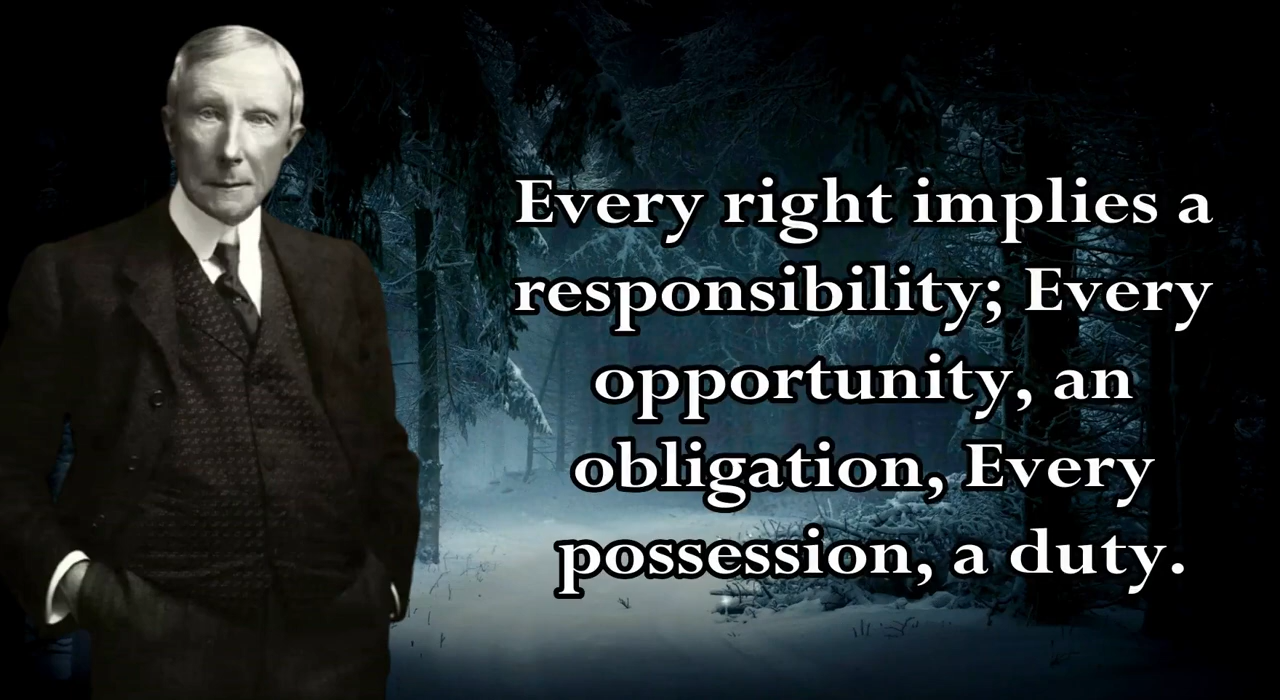 Every right implies a
responsibility; Every
opportunity, an
obligation, Every
possession, a duty.